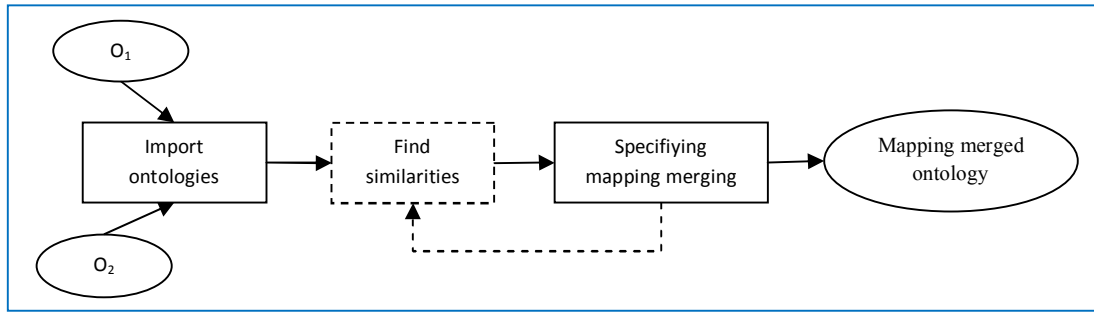 O₁
Import
ontologies
Find
similarities
Specifiying
mapping merging
Mapping merged
ontology
O₂